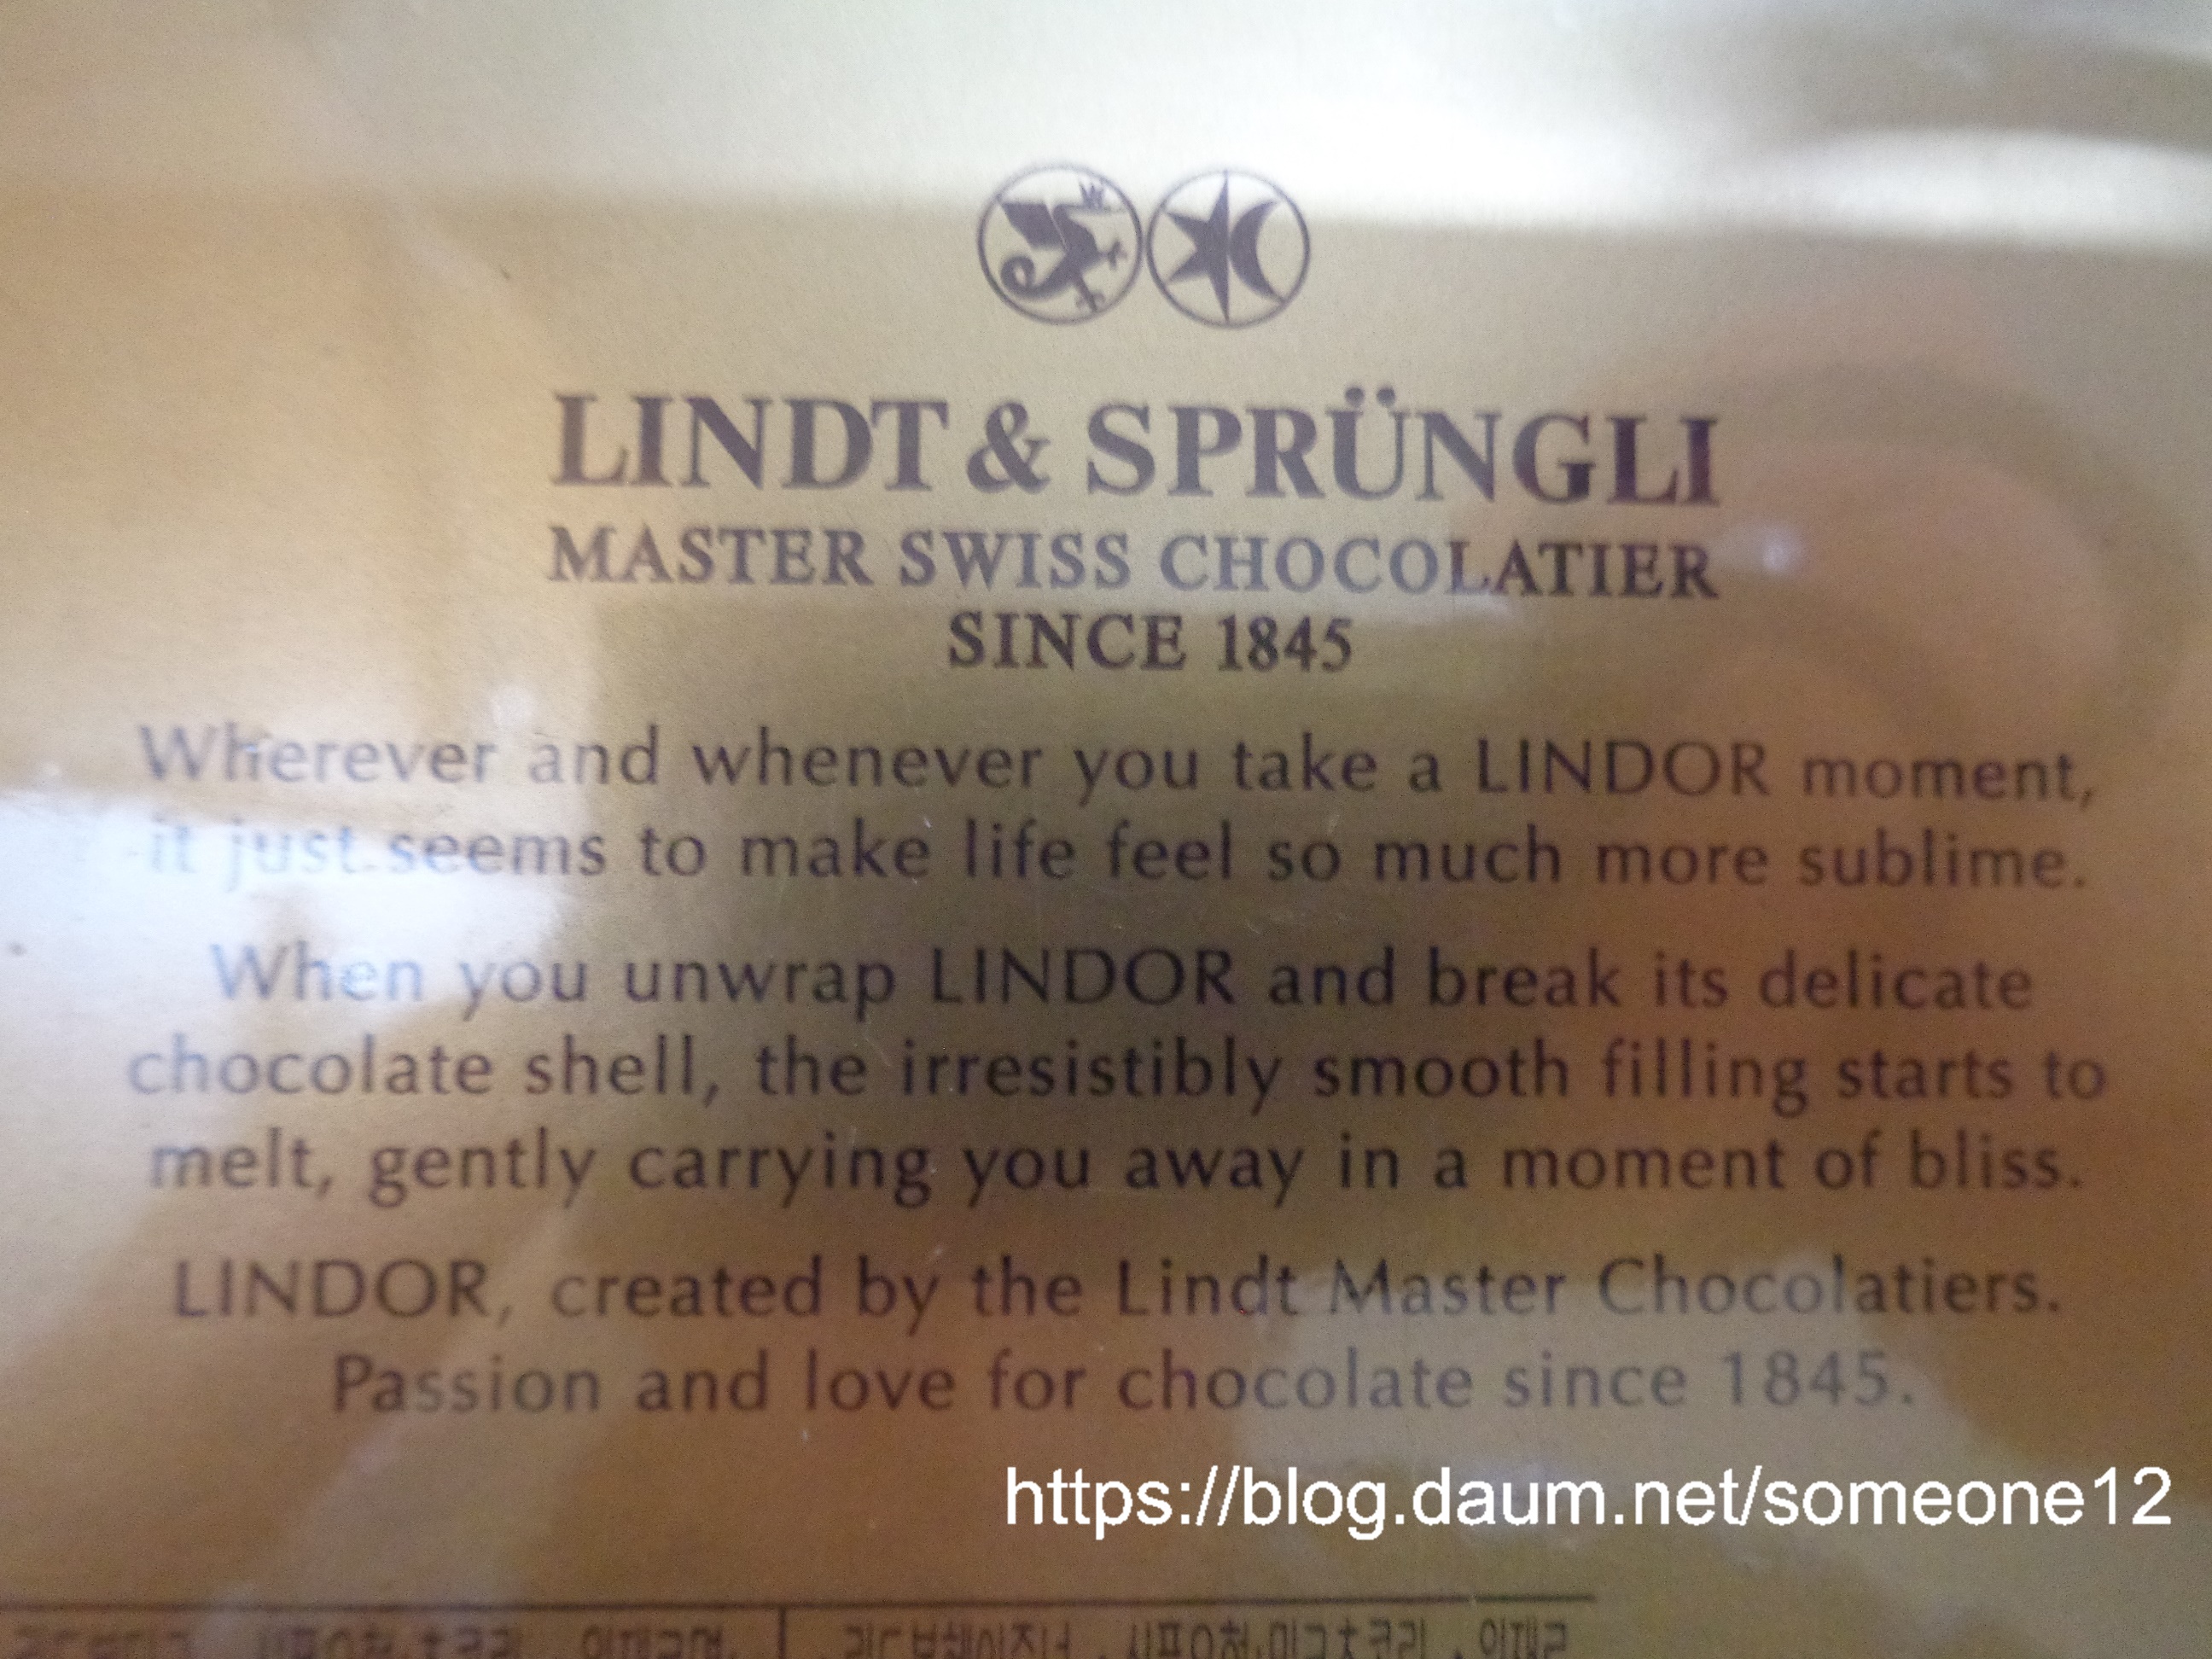 LINDT & SPRÜNGLI
MASTER SWISS CHOCOLATIER
SINCE 1845
Wherever and whenever you take a LINDOR moment,
it just seems to make life feel so much more sublime.
When you unwrap LINDOR and break its delicate
chocolate shell, the irresistibly smooth filling starts to
melt, gently carrying you away in a moment of bliss.
LINDOR, created by the Lindt Master Chocolatiers.
Passion and love for chocolate since 1845.
https://blog.daum.net/someone12